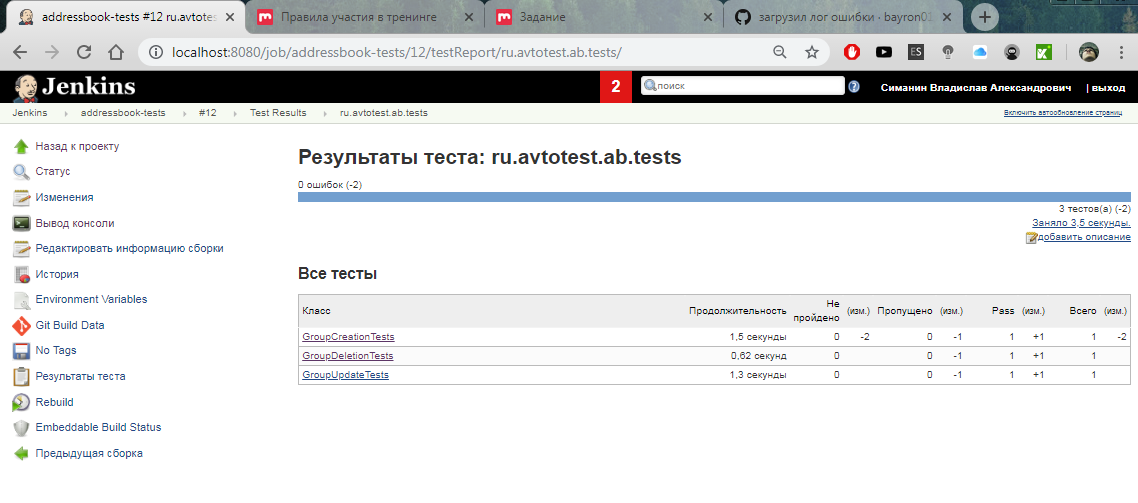 addressbook-tests #12 ru.avtotes
Правила участия в тренинге
Задание
загрузил лог ошибки · bayron01
localhost:8080/job/addressbook-tests/12/testReport/ru.avtotest.ab.tests/
ES
Jenkins
2
поиск
Симанин Владислав Александрович
| выход
Jenkins
addressbook-tests
#12
Test Results
ru.avtotest.ab.tests
Включить автообновление страниц
Назад к проекту
Статус
Изменения
Вывод консоли
Редактировать информацию сборки
История
Environment Variables
Git Build Data
No Tags
Результаты теста
Rebuild
Embeddable Build Status
Предыдущая сборка
Результаты теста: ru.avtotest.ab.tests
0 ошибок (-2)
3 тестов(а) (-2)
Заняло 3,5 секунды.
добавить описание
Все тесты
Класс Продолжительность Не пройдено (изм.) Пропущено (изм.) Pass (изм.) Всего (изм.)
GroupCreationTests 1,5 секунды 0 -2 0 -1 1 +1 1 -2
GroupDeletionTests 0,62 секунд 0 0 -1 1 +1 1
GroupUpdateTests 1,3 секунды 0 0 -1 1 +1 1